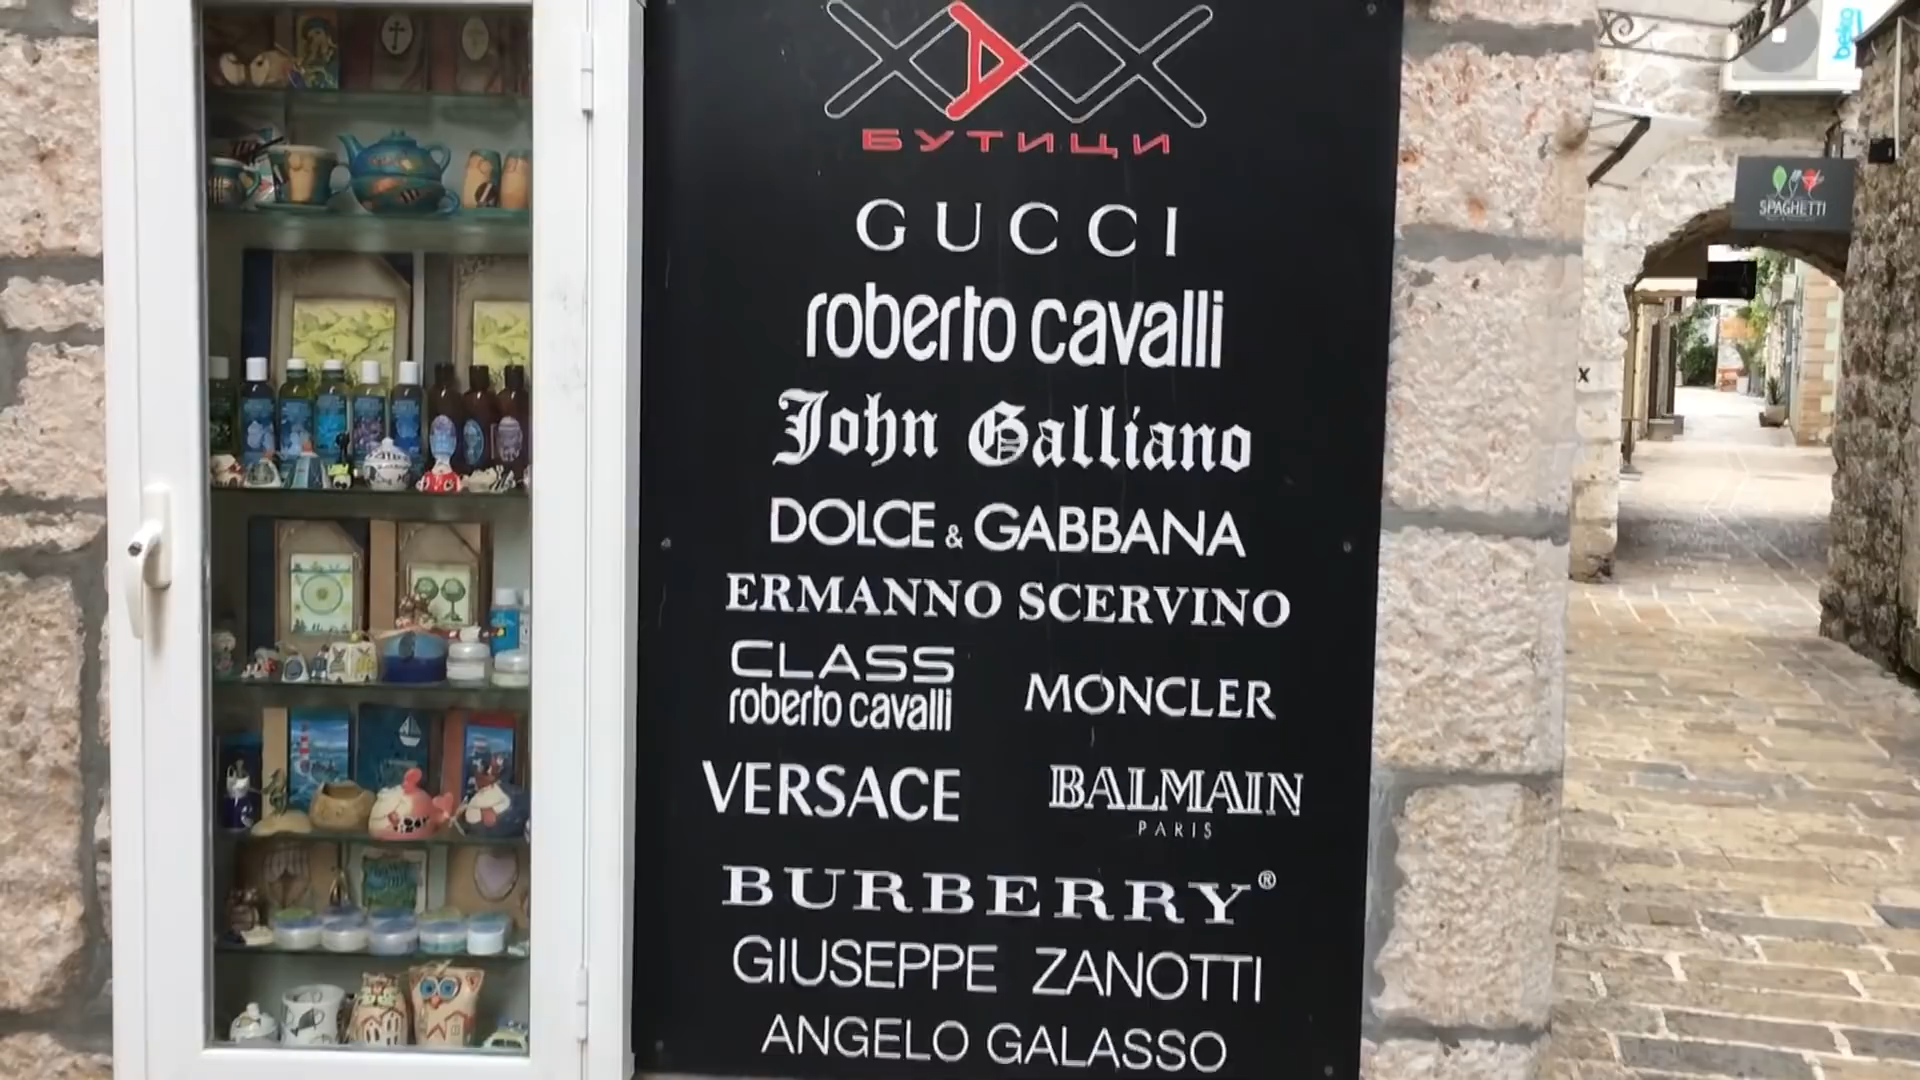 БУТИЦИ
GUCCI
roberto cavalli
John Galliano
DOLCE & GABBANA
ERMANNO SCERVINO
CLASS
roberto cavalli
MONCLER
VERSACE
BALMAIN
PARIS
BURBERRY®
GIUSEPPE ZANOTTI
ANGELO GALASSO
beko
SPAGHETTI
X